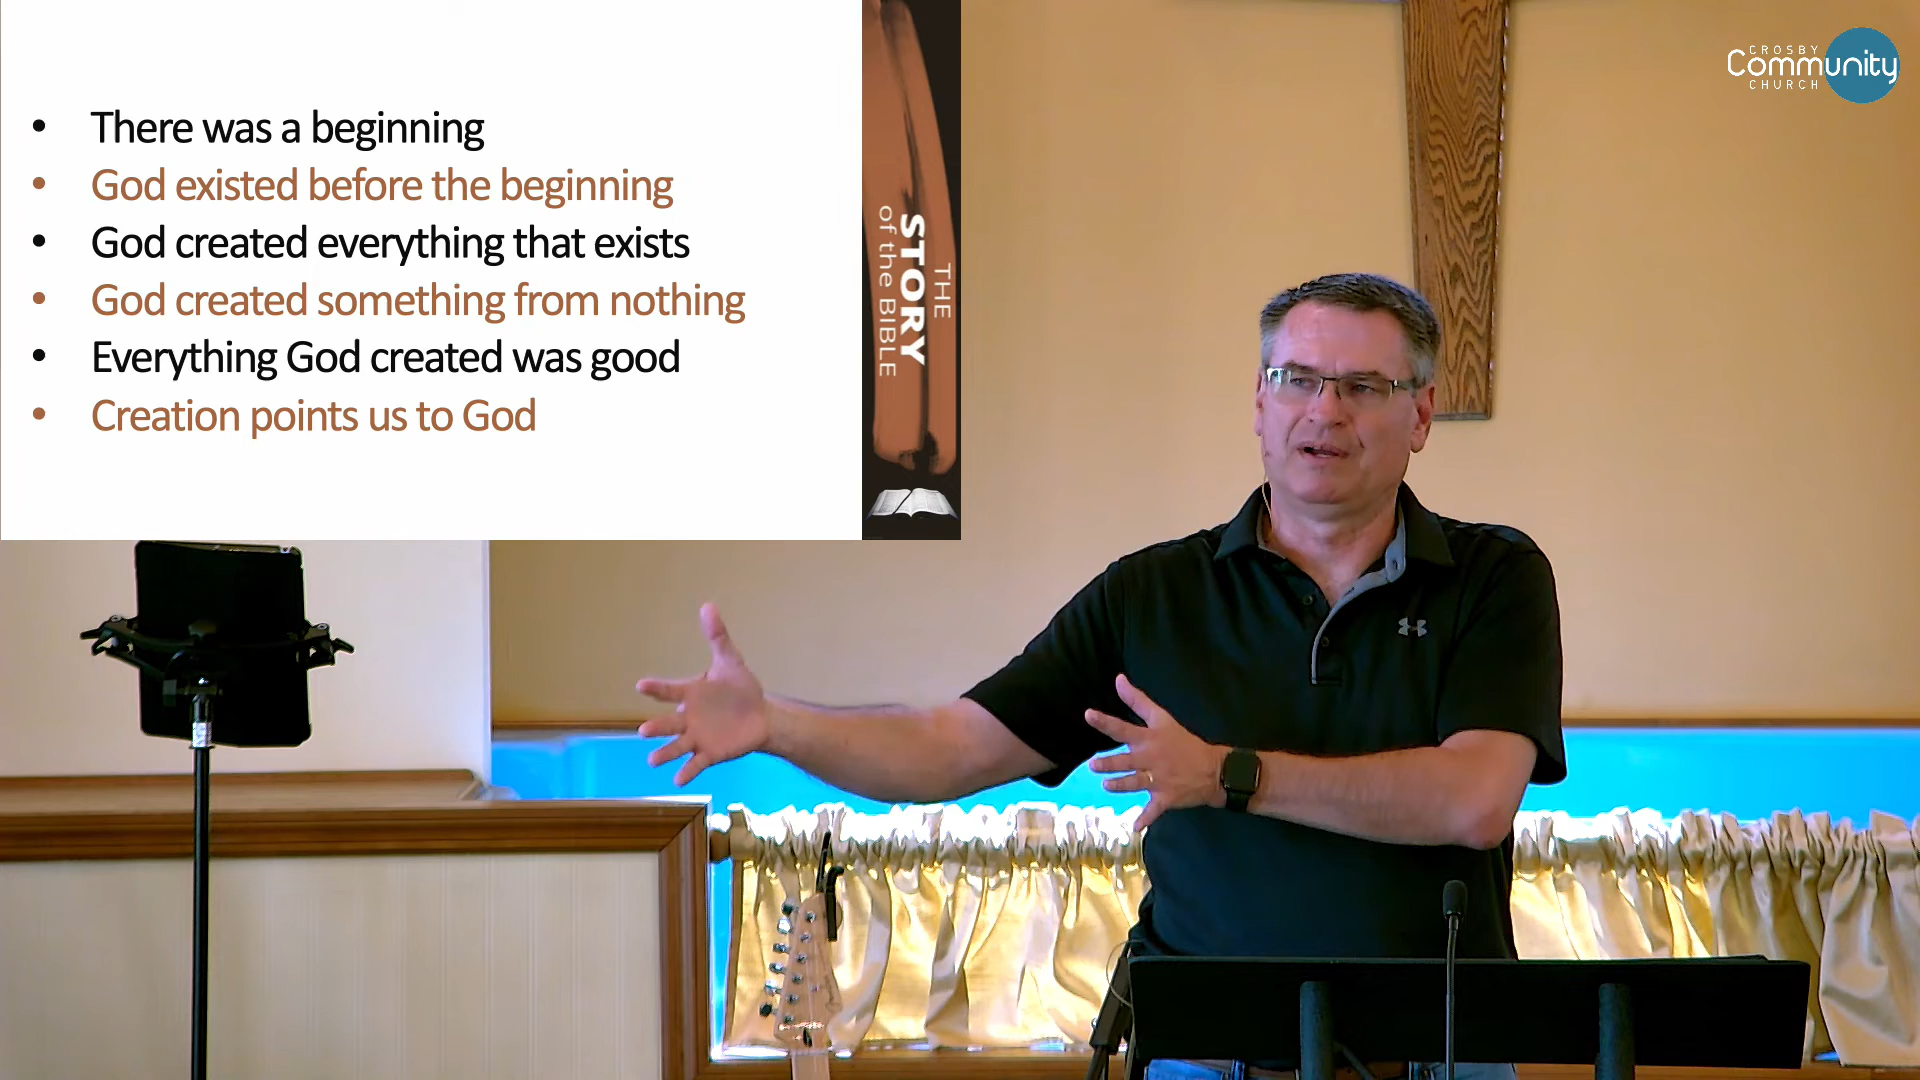 • There was a beginning
• God existed before the beginning
• God created everything that exists
• God created something from nothing
• Everything God created was good
• Creation points us to God
THE
STORY
of the BIBLE
CROSBY
Community
CHURCH